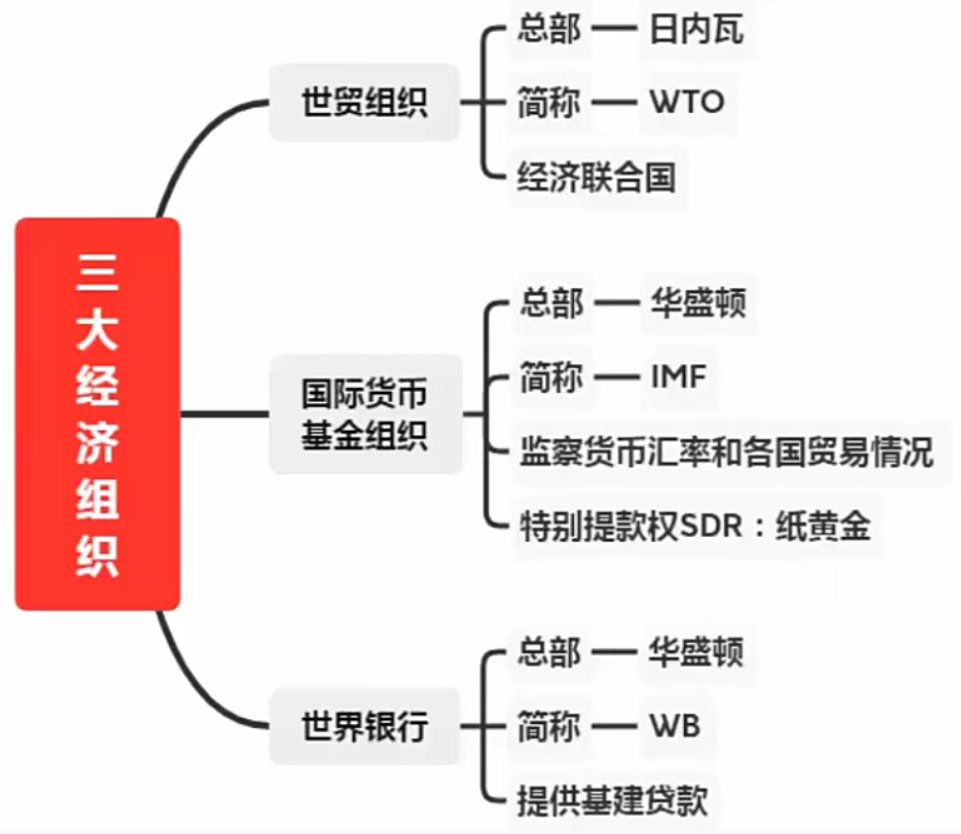 三大经济组织
世贸组织
总部
日内瓦
简称
WTO
经济联合国
国际货币
基金组织
总部
华盛顿
简称
IMF
监察货币汇率和各国贸易情况
特别提款权SDR：纸黄金
世界银行
总部
华盛顿
简称
WB
提供基建贷款